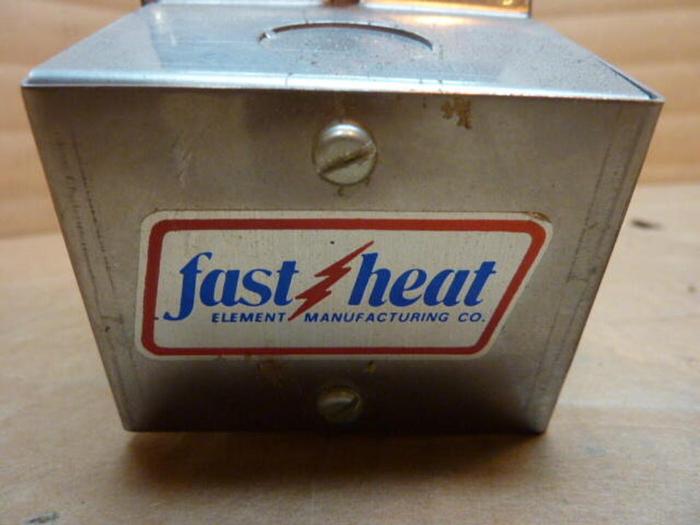 fast heat
ELEMENT MANUFACTURING CO.